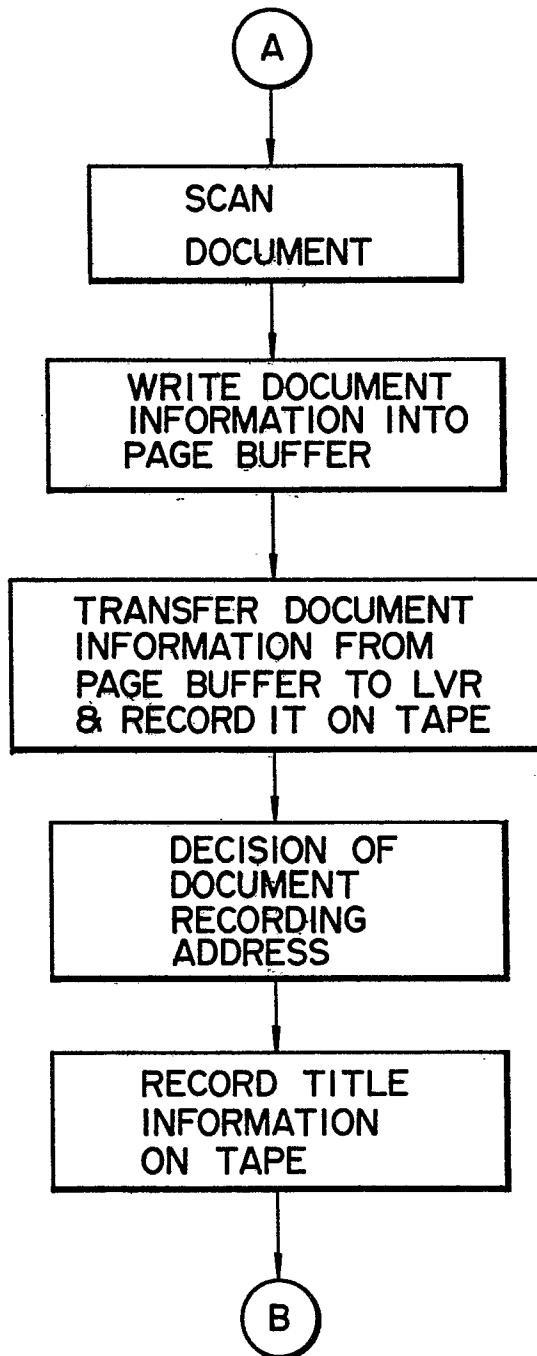 A
SCAN
DOCUMENT
WRITE DOCUMENT
INFORMATION INTO
PAGE BUFFER
TRANSFER DOCUMENT
INFORMATION FROM
PAGE BUFFER TO LVR
& RECORD IT ON TAPE
DECISION OF
DOCUMENT
RECORDING
ADDRESS
RECORD TITLE
INFORMATION
ON TAPE
B